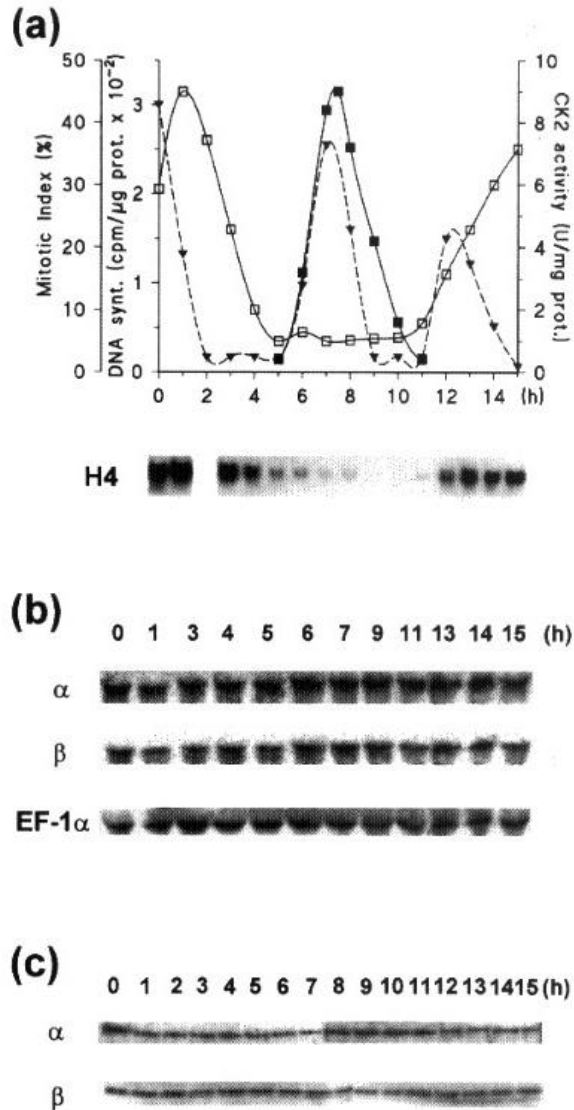 (a)
Mitotic Index (%)
50
40
30
20
10
0
DNA synt. (cpm/μg prot. x 10⁻²)
3
2
1
0
CK2 activity (U/mg prot.)
10
8
6
4
2
0
0 2 4 6 8 10 12 14 (h)
H4
(b)
0 1 3 4 5 6 7 9 11 13 14 15 (h)
α
β
EF-1α
(c)
0 1 2 3 4 5 6 7 8 9 10 11 12 13 14 15 (h)
α
β